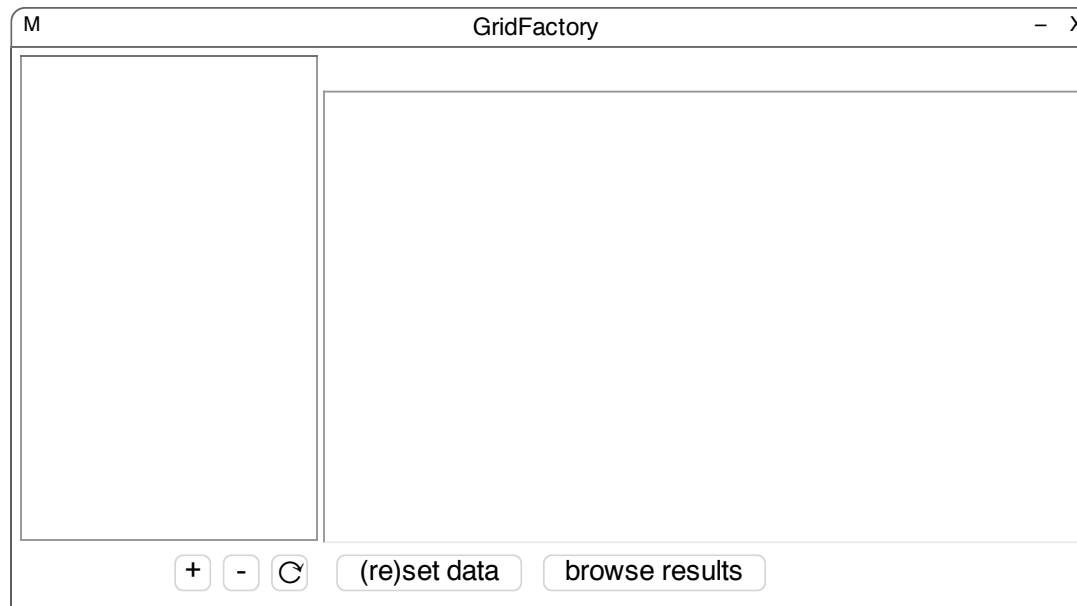 M GridFactory – X
+ - (re)set data browse results